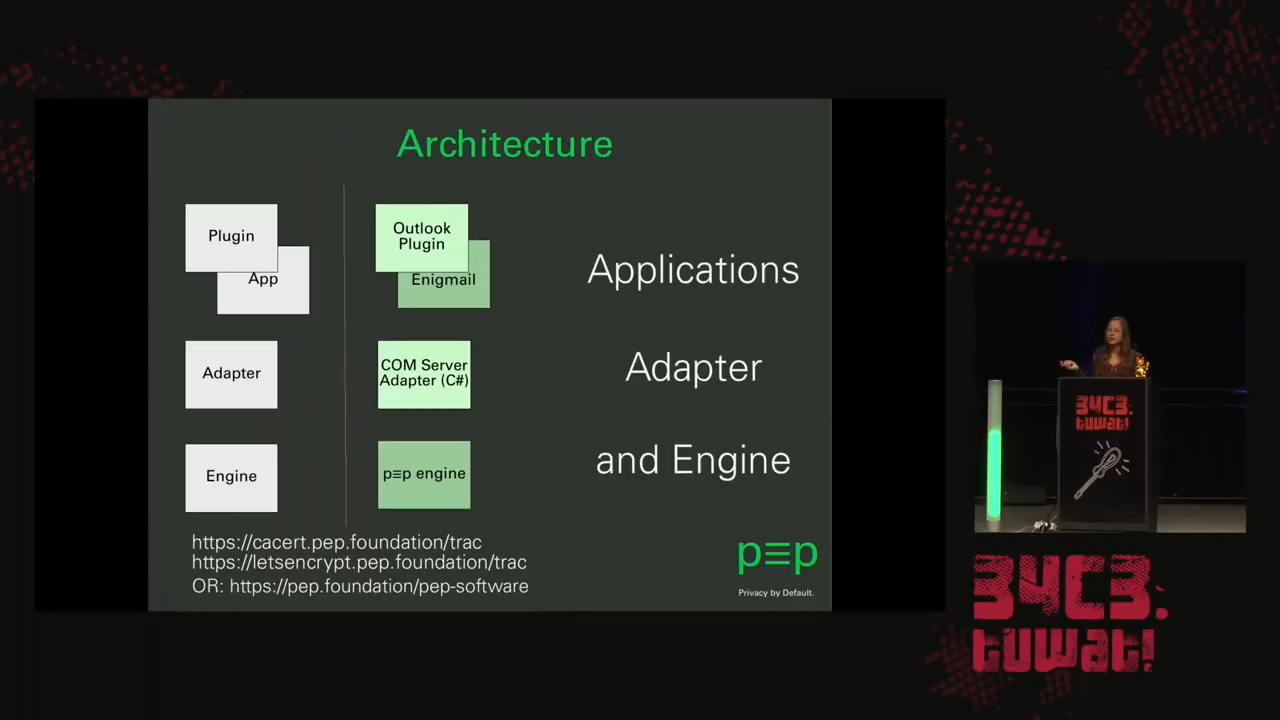 Architecture
Plugin
App
Outlook
Plugin
Enigmail
Applications
Adapter
COM Server
Adapter (C#)
Adapter
Engine
p≡p engine
and Engine
https://cacert.pep.foundation/trac
https://letsencrypt.pep.foundation/trac
OR: https://pep.foundation/pep-software
p≡p
Privacy by Default.
34C3.
tuwat!
34C3.
tuwat!